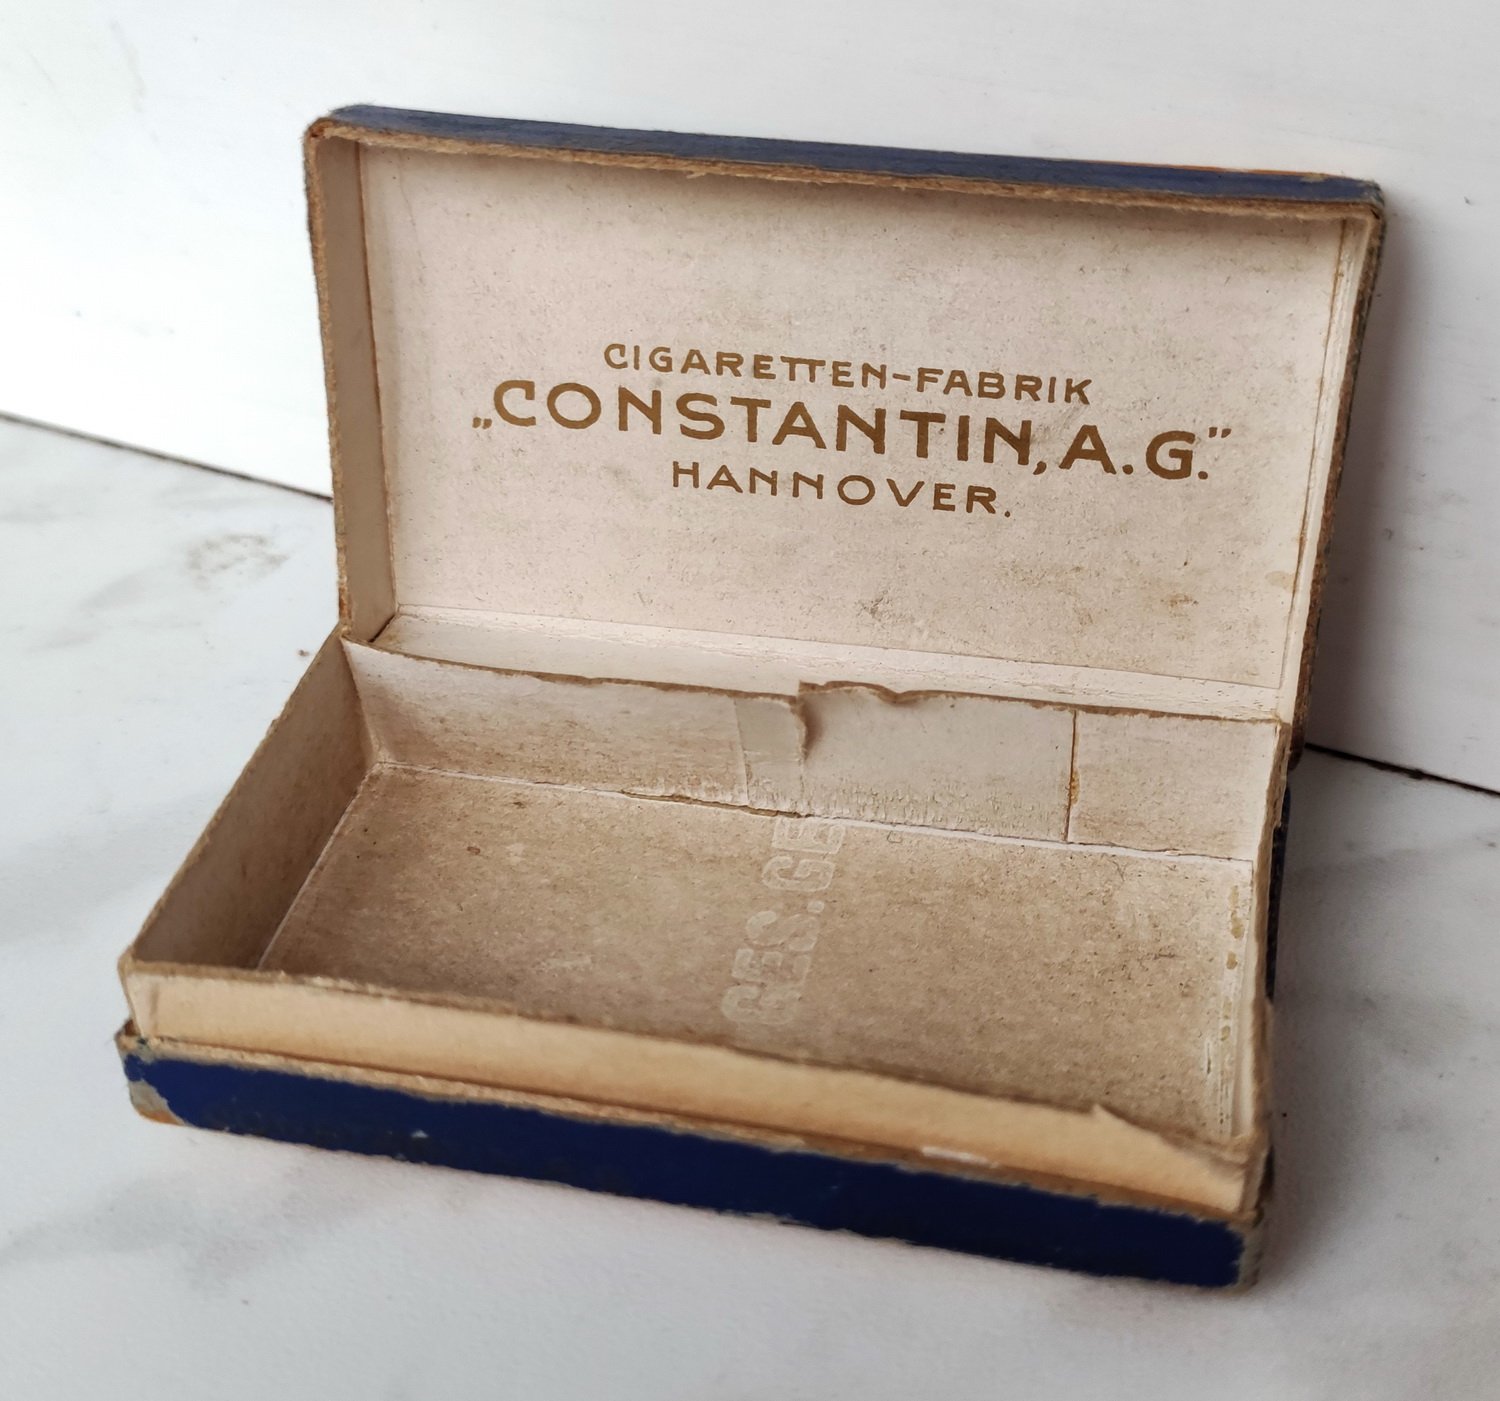 CIGARETTEN-FABRIK
„CONSTANTIN, A.G."
HANNOVER.
GES. GE